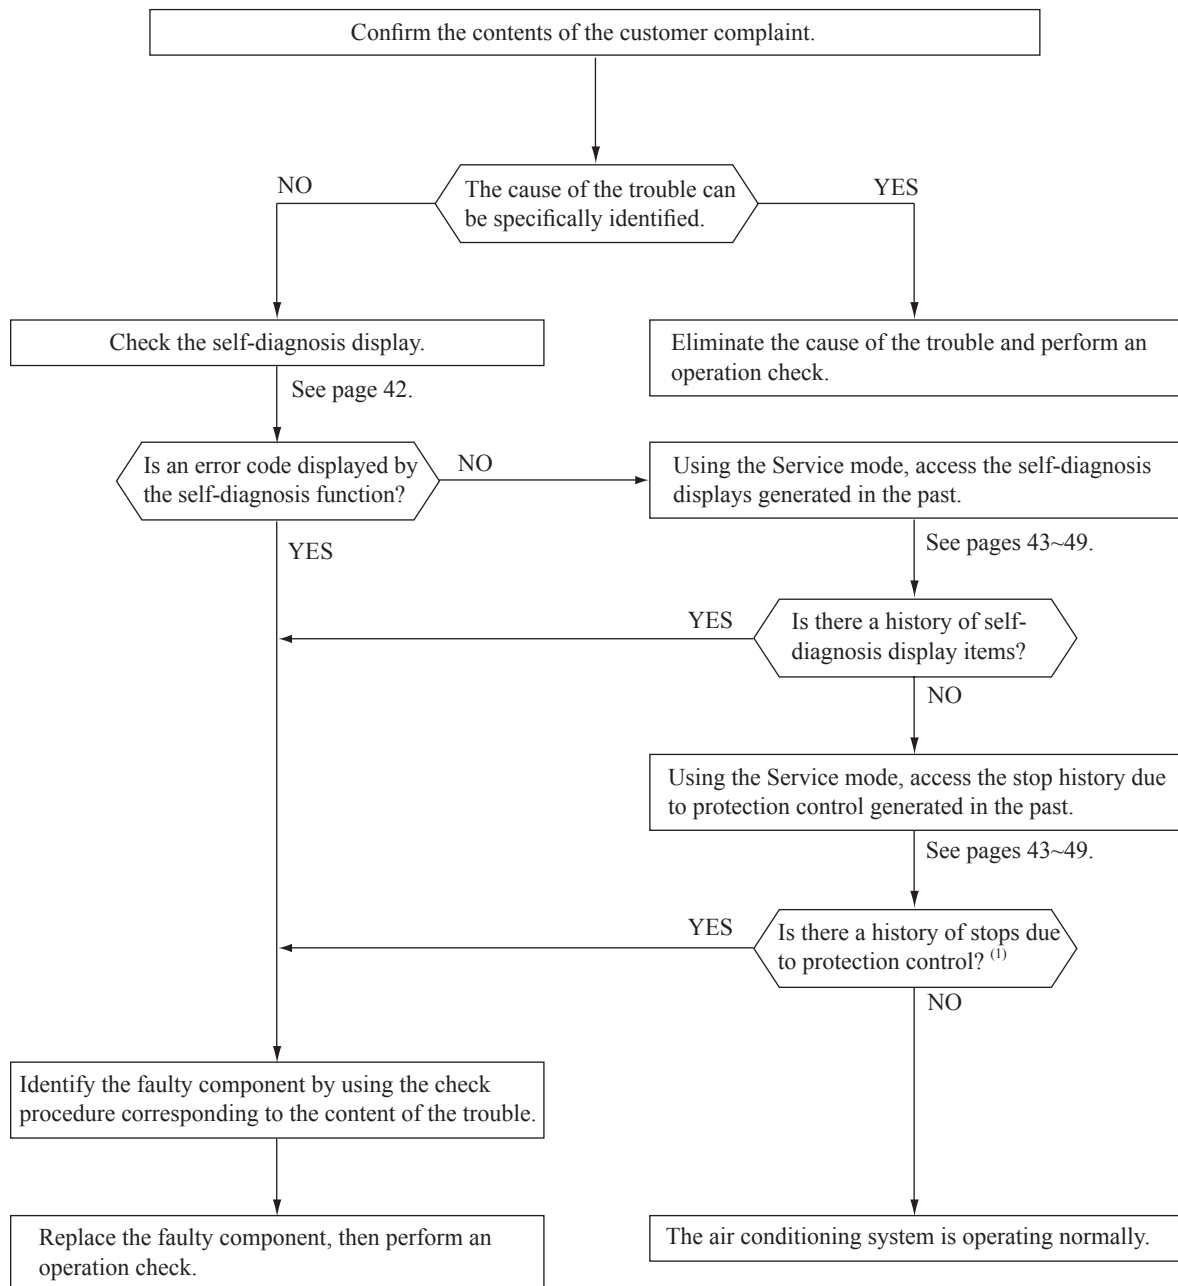 Confirm the contents of the customer complaint.
NO
The cause of the trouble can
be specifically identified.
YES
Check the self-diagnosis display.
See page 42.
Eliminate the cause of the trouble and perform an
operation check.
Is an error code displayed by
the self-diagnosis function?
NO
YES
Using the Service mode, access the self-diagnosis
displays generated in the past.
See pages 43~49.
YES
Is there a history of self-
diagnosis display items?
NO
Using the Service mode, access the stop history due
to protection control generated in the past.
See pages 43~49.
YES
Is there a history of stops due
to protection control? (1)
NO
Identify the faulty component by using the check
procedure corresponding to the content of the trouble.
Replace the faulty component, then perform an
operation check.
The air conditioning system is operating normally.